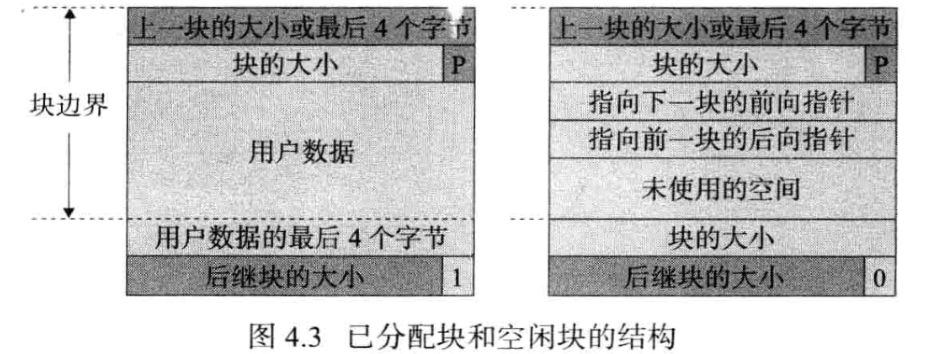 块边界
上一块的大小或最后 4 个字节
块的大小 P
用户数据
用户数据的最后 4 个字节
后继块的大小 1
上一块的大小或最后 4 个字节
块的大小 P
指向下一块的前向指针
指向前一块的后向指针
未使用的空间
块的大小
后继块的大小 0
图 4.3 已分配块和空闲块的结构